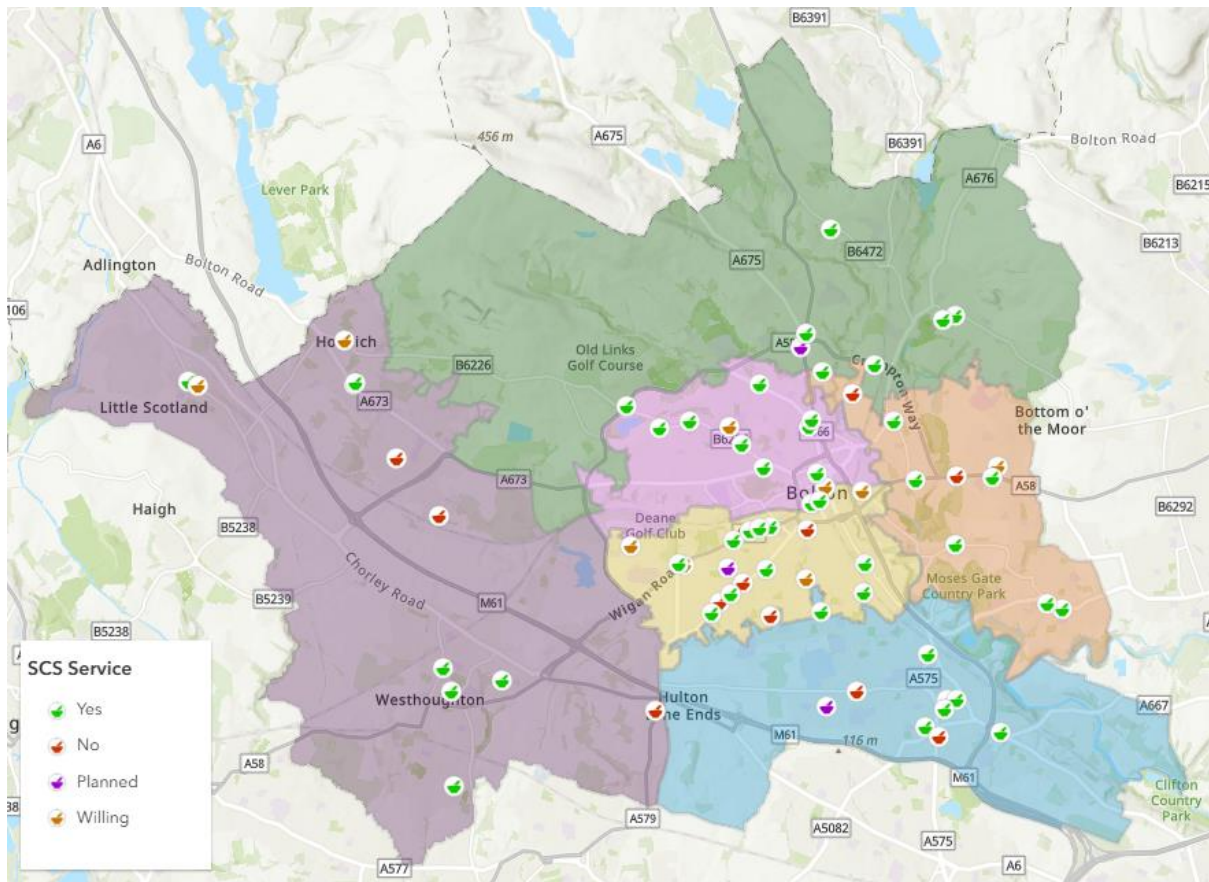 B6391
A675
456 m
B6391
Bolton Road
A6
A676
B6215
Lever Park
B6213
Adlington
Bolton Road
A675
B6472
106
Old Links
Golf Course
B6226
Crompton Way
Little Scotland
A673
Bottom o'
the Moor
A673
A58
Haigh
B5238
Deane
Golf Club
B6292
Chorley Road
Wigan Road
Moses Gate
Country Park
B5239
M61
B5238
SCS Service
Yes
No
Planned
Willing
Westhoughton
Hulton
A575
A667
M61
116 m
A58
M61
Clifton
Country
Park
A579
A5082
A575
A577
A6